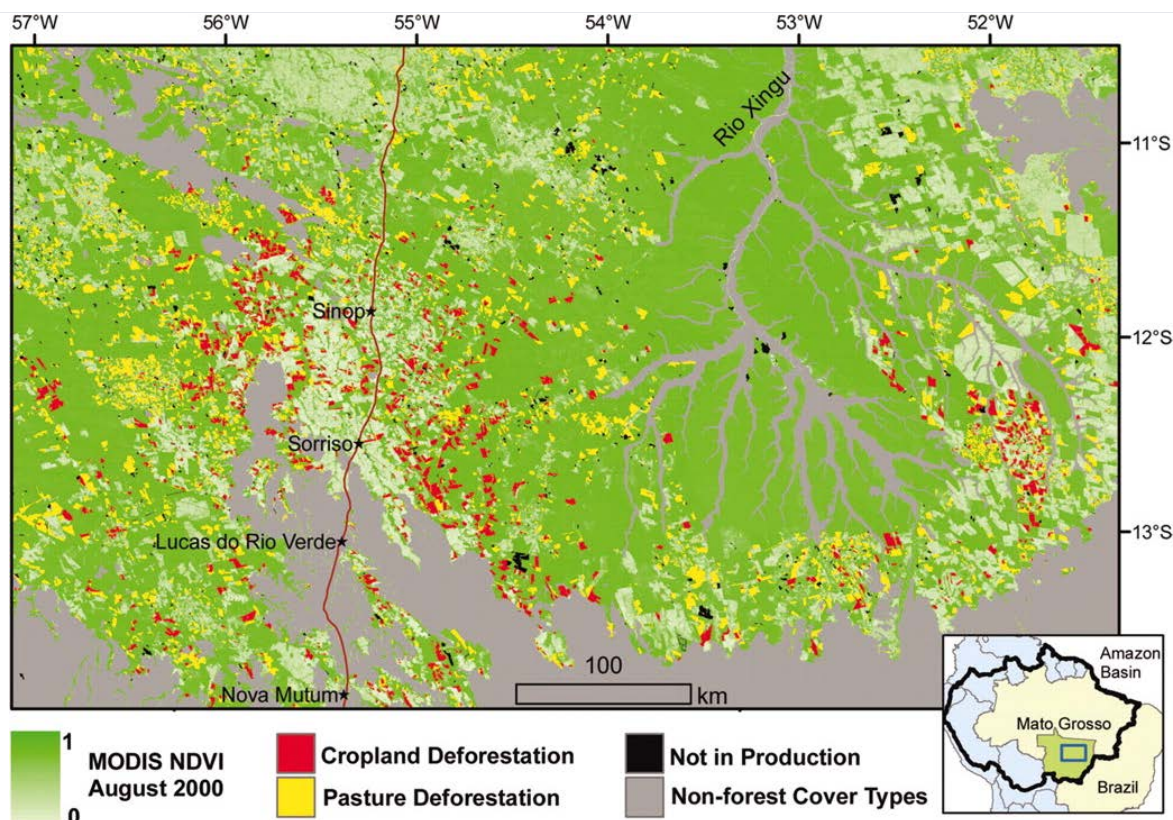 57°W 56°W 55°W 54°W 53°W 52°W
Rio Xingu
11°S
Sinop
12°S
Sorriso
Lucas do Rio Verde
13°S
100
km
Nova Mutum
Amazon
Basin
Mato Grosso
Brazil
1
MODIS NDVI
August 2000
0
Cropland Deforestation
Pasture Deforestation
Not in Production
Non-forest Cover Types